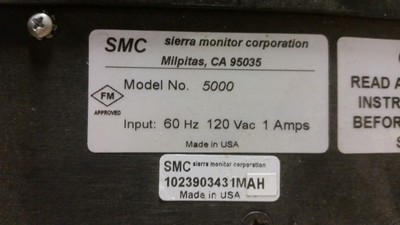 SMC sierra monitor corporation
Milpitas, CA 95035
Model No. 5000
FM
APPROVED
Input: 60 Hz 120 Vac 1 Amps
Made in USA
SMC sierra monitor corporation
1023903431MAH
Made in USA
READ A
INSTR
BEFOR
S